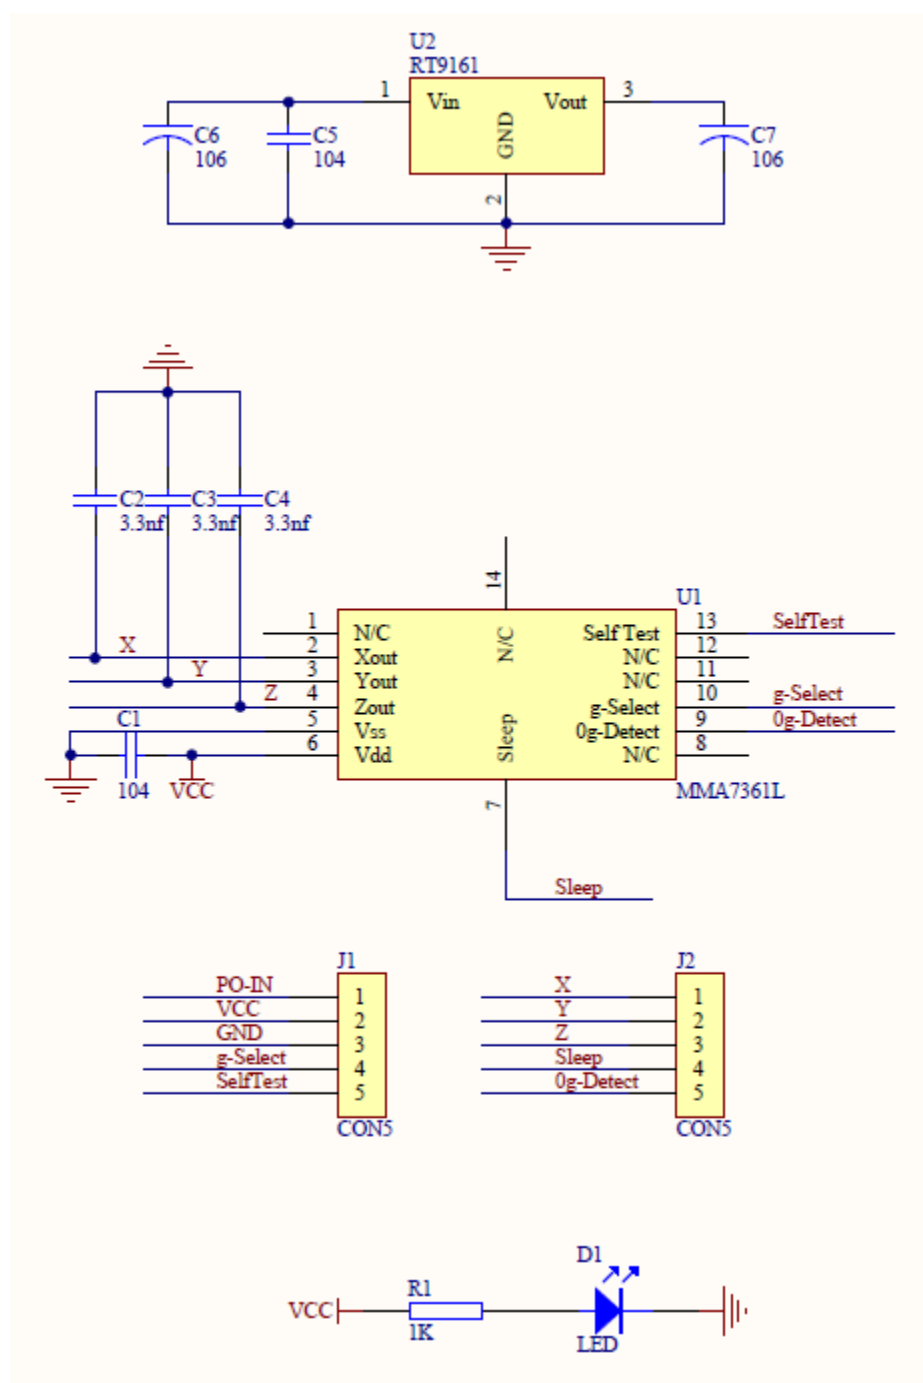 U2
RT9161
1 Vin Vout 3
GND
2
C6
106
C5
104
C7
106
C2
3.3nf
C3
3.3nf
C4
3.3nf
14
U1
1 N/C N/C Self Test 13 SelfTest
X 2 Xout N/C 12
Y 3 Yout N/C 11
Z 4 Zout g-Select 10 g-Select
C1 5 Vss Sleep 0g-Detect 9 0g-Detect
6 Vdd N/C 8
104 VCC
MMA7361L
7
Sleep
J1
PO-IN 1
VCC 2
GND 3
g-Select 4
SelfTest 5
CON5
J2
X 1
Y 2
Z 3
Sleep 4
0g-Detect 5
CON5
D1
R1
VCC
1K
LED